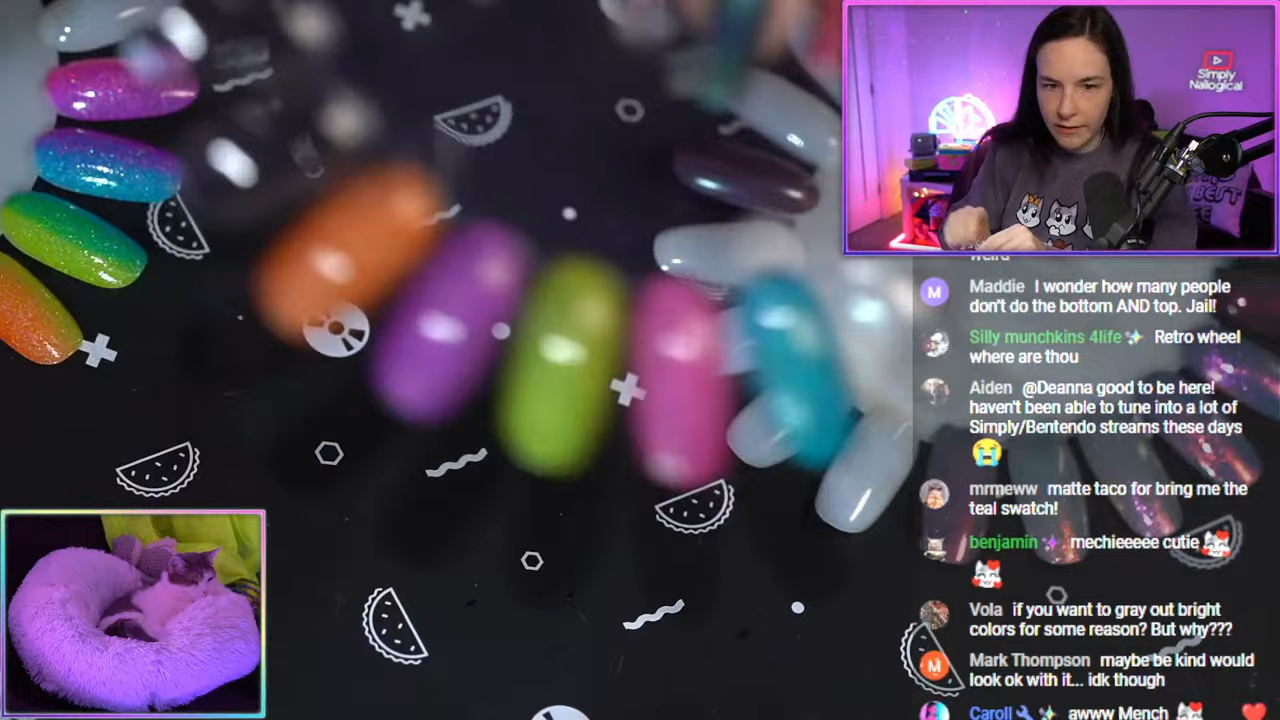 Simply
Nailogical
BEST
weird
Maddie I wonder how many people
don't do the bottom AND top. Jail!
Silly munchkins 4life Retro wheel
where are thou
Aiden @Deanna good to be here!
haven't been able to tune into a lot of
Simply/Bentendo streams these days
M
mrmeww matte taco for bring me the
teal swatch!
benjamin mechieeeee cutie
Vola if you want to gray out bright
colors for some reason? But why???
M
Mark Thompson maybe be kind would
look ok with it... idk though
Caroll awww Mench